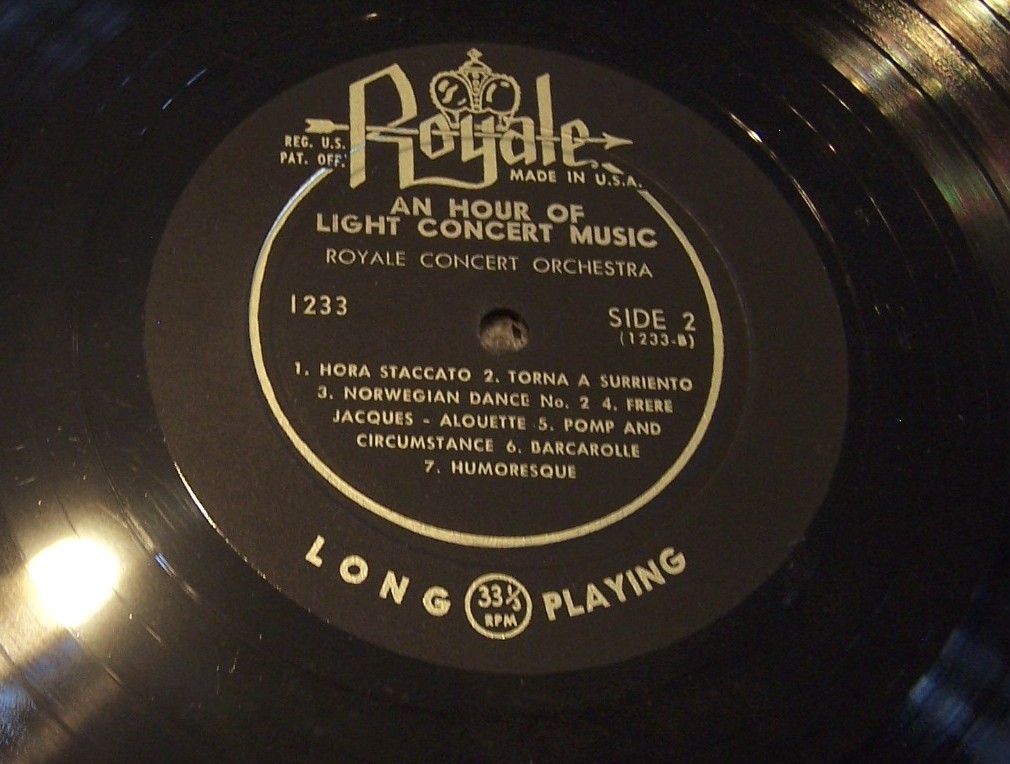 Royale
REG. U.S.
PAT. OFF.
MADE IN U.S.A.
AN HOUR OF
LIGHT CONCERT MUSIC
ROYALE CONCERT ORCHESTRA
1233
SIDE 2
(1233-B)
1. HORA STACCATO 2. TORNA A SURRIENTO
3. NORWEGIAN DANCE No. 2 4. FRERE
JACQUES - ALOUETTE 5. POMP AND
CIRCUMSTANCE 6. BARCAROLLE
7. HUMORESQUE
LONG PLAYING
33⅓
RPM